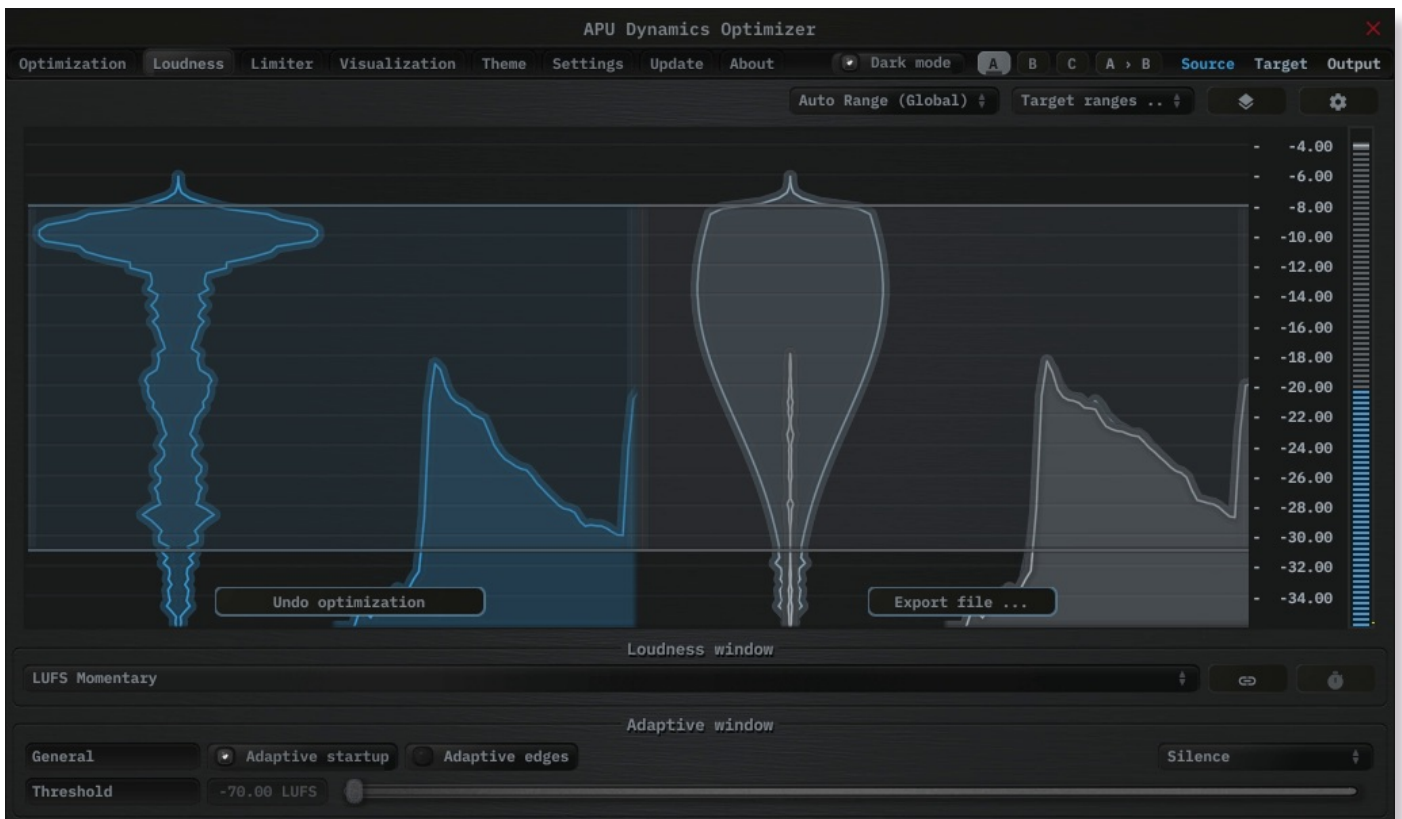 APU Dynamics Optimizer
Optimization Loudness Limiter Visualization Theme Settings Update About Dark mode A B C A › B Source Target Output
Auto Range (Global) Target ranges ..
- -4.00
- -6.00
- -8.00
- -10.00
- -12.00
- -14.00
- -16.00
- -18.00
- -20.00
- -22.00
- -24.00
- -26.00
- -28.00
- -30.00
- -32.00
- -34.00
Undo optimization Export file ...
Loudness window
LUFS Momentary
Adaptive window
General Adaptive startup Adaptive edges Silence
Threshold -70.00 LUFS